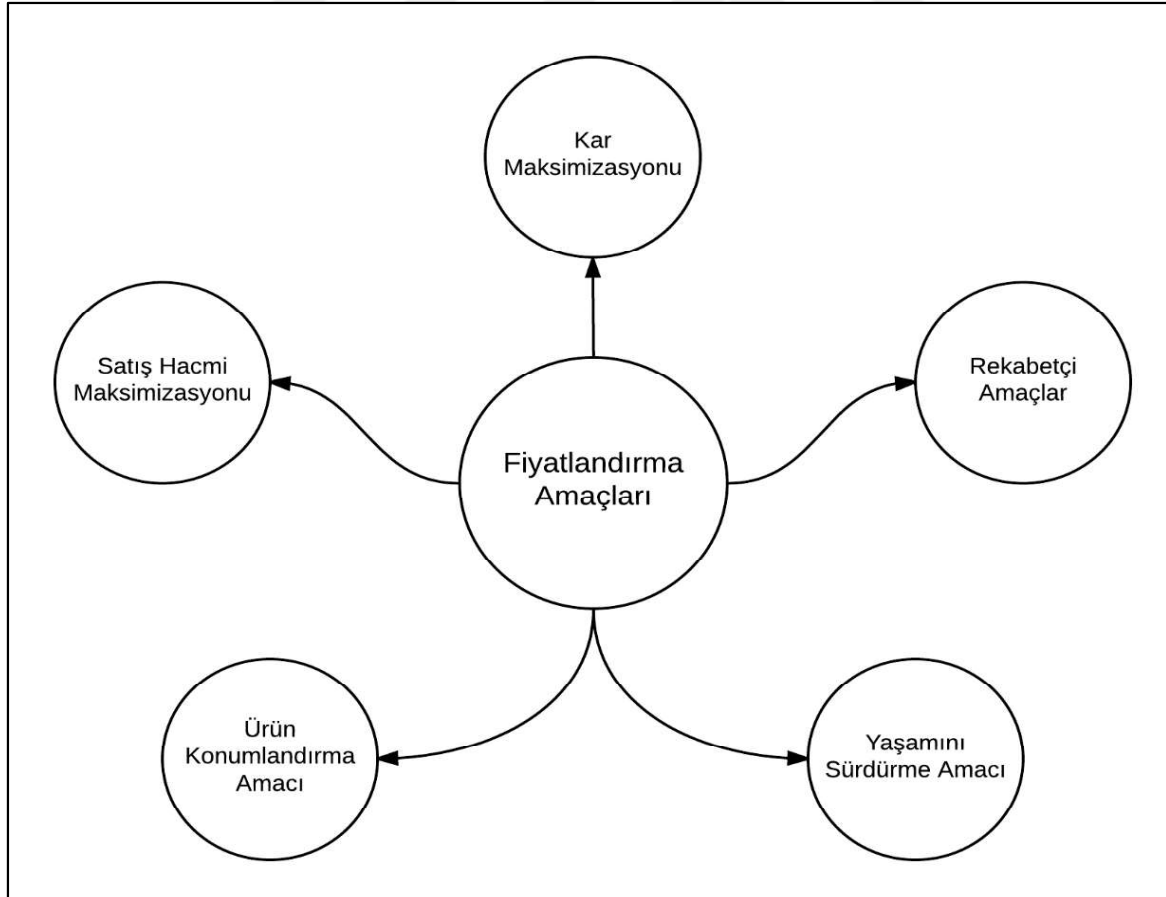 Kar
Maksimizasyonu
Satış Hacmi
Maksimizasyonu
Rekabetçi
Amaçlar
Fiyatlandırma
Amaçları
Ürün
Konumlandırma
Amacı
Yaşamını
Sürdürme Amacı